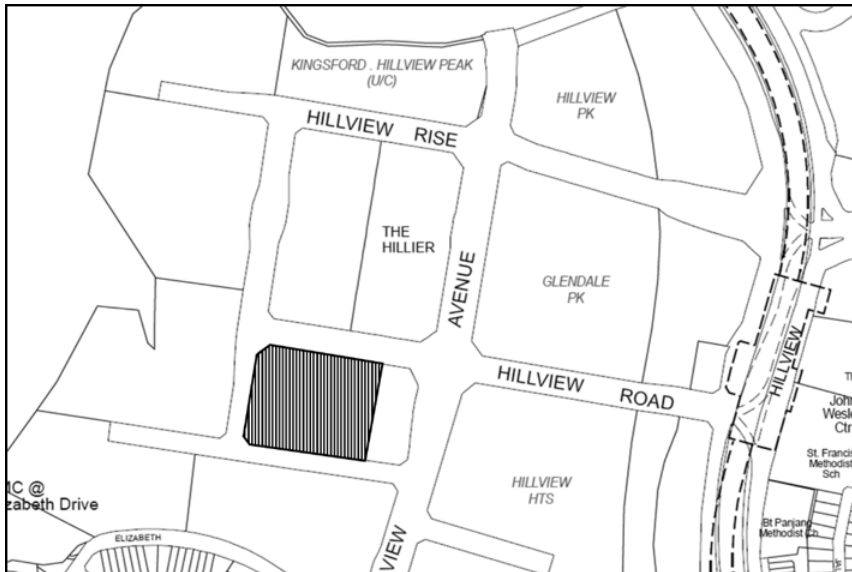 KINGSFORD . HILLVIEW PEAK
(U/C)
HILLVIEW RISE
HILLVIEW
PK
THE
HILLIER
AVENUE
GLENDALE
PK
HILLVIEW ROAD
HILLVIEW
John
Wesle
Ctr
St. Francis
Methodist
Sch
HILLVIEW
HTS
Bt Panjang
Methodist Ch
C @
zabeth Drive
ELIZABETH
VIEW